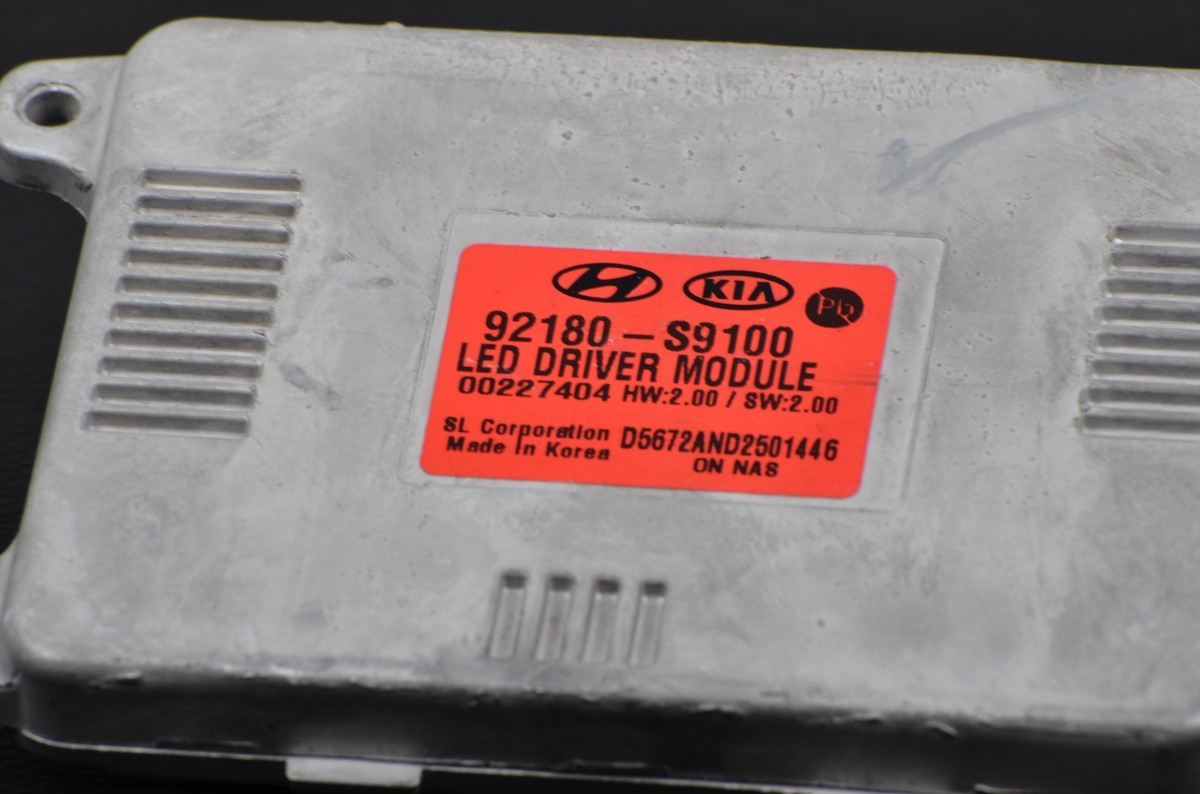 KIA Pb
92180-S9100
LED DRIVER MODULE
00227404 HW:2.00 / SW:2.00
SL Corporation D5672AND2501446
Made In Korea ON NAS